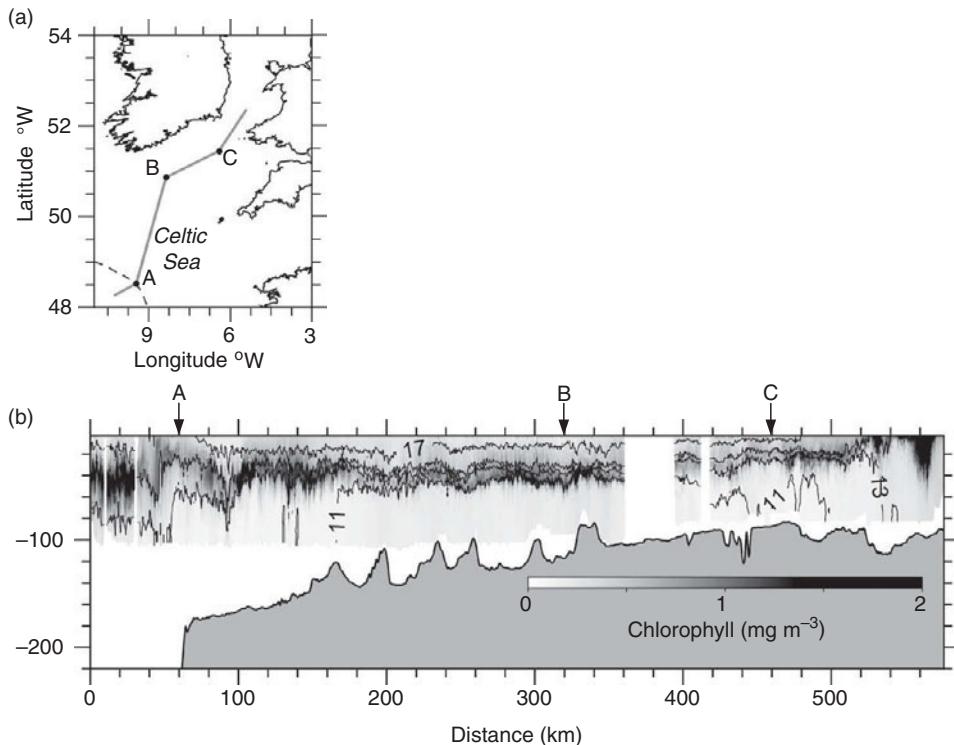 (a)
54
52
50
48
Latitude °W
B
C
Celtic
Sea
A
9
6
3
Longitude °W
A
B
C
(b)
17
11
11
13
−100
−200
0
1
2
Chlorophyll (mg m⁻³)
0
100
200
300
400
500
Distance (km)